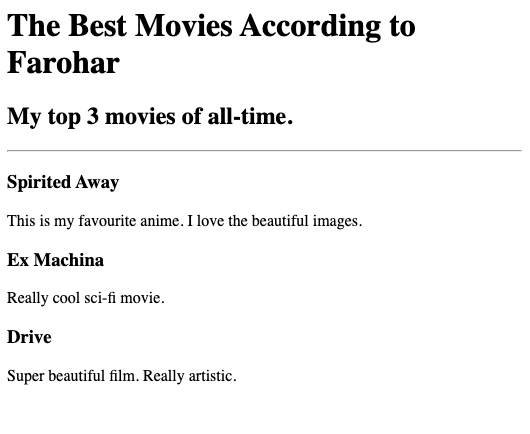 The Best Movies According to
Farohar
My top 3 movies of all-time.
Spirited Away
This is my favourite anime. I love the beautiful images.
Ex Machina
Really cool sci-fi movie.
Drive
Super beautiful film. Really artistic.